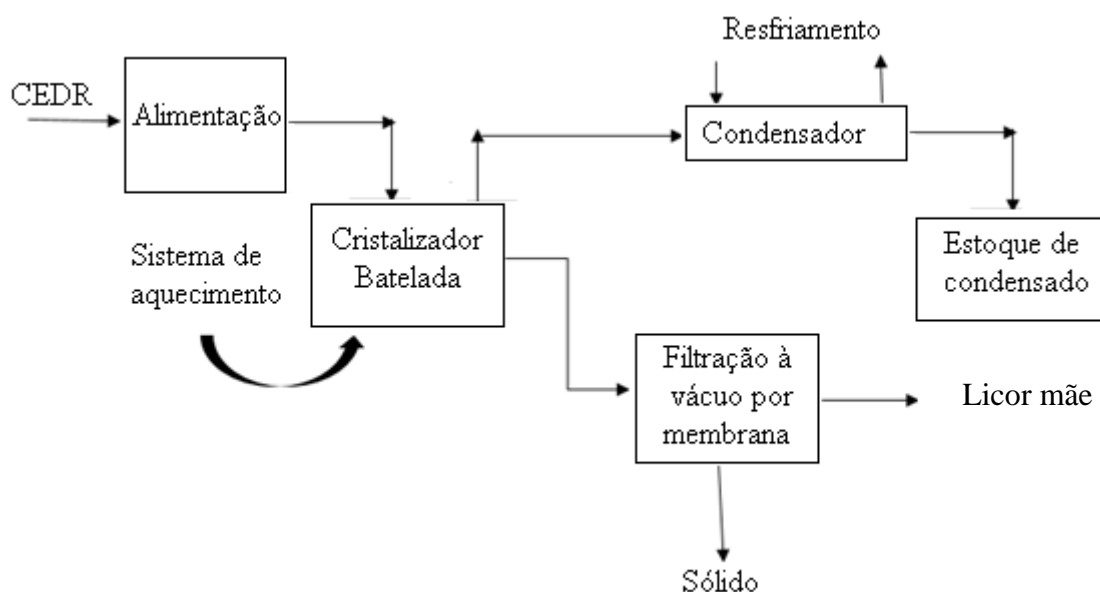 Resfriamento
CEDR
Alimentação
Condensador
Cristalizador
Batelada
Estoque de
condensado
Sistema de
aquecimento
Filtração à
vácuo por
membrana
Licor mãe
Sólido